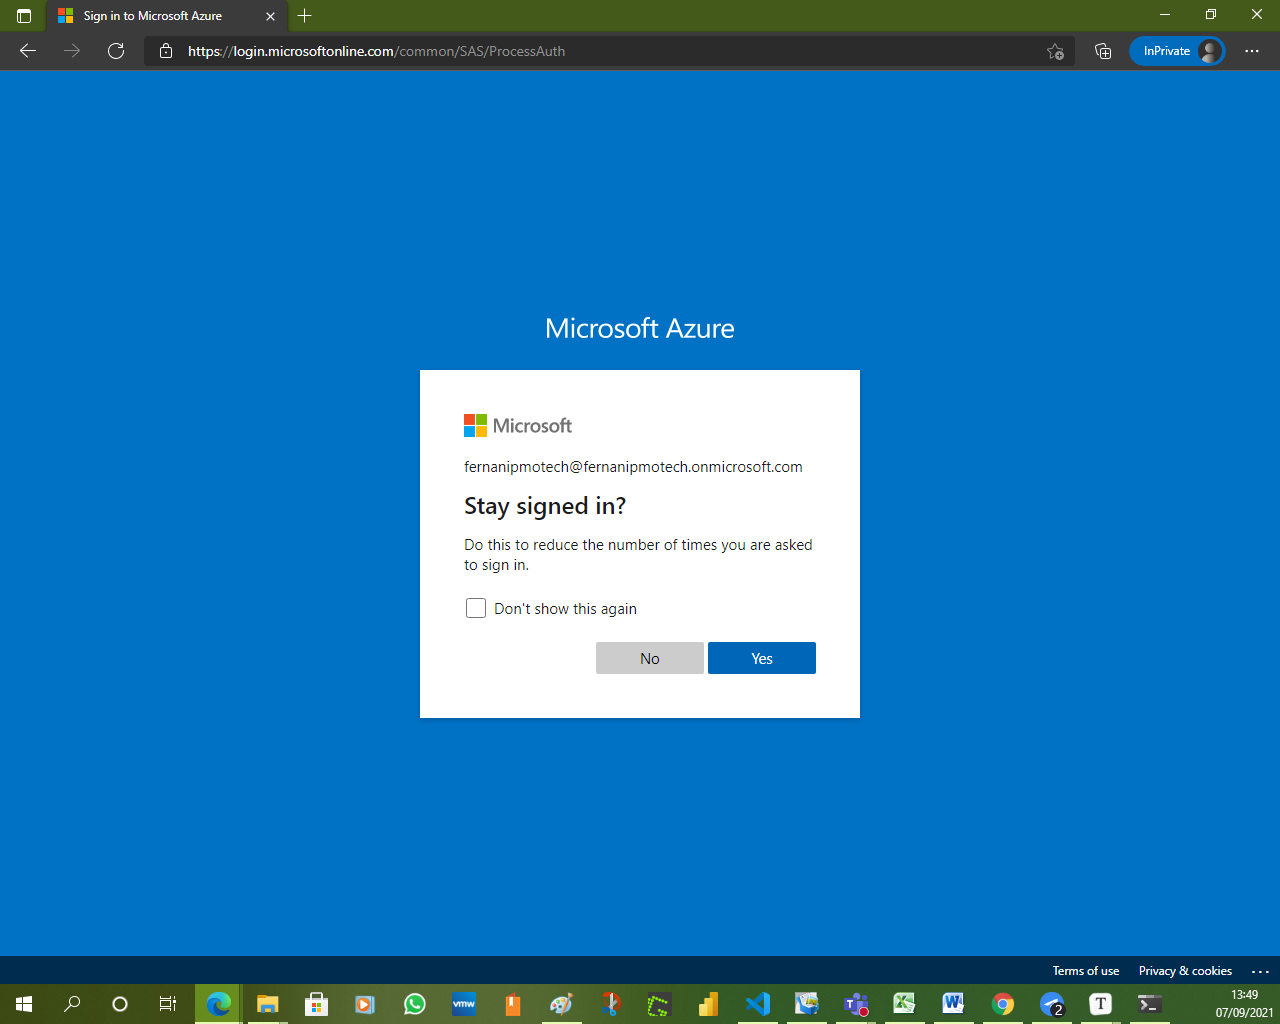 Sign in to Microsoft Azure
https://login.microsoftonline.com/common/SAS/ProcessAuth
InPrivate
Microsoft Azure
Microsoft
fernanipmotech@fernanipmotech.onmicrosoft.com
Stay signed in?
Do this to reduce the number of times you are asked
to sign in.
Don't show this again
No
Yes
Terms of use
Privacy & cookies
...
vmw
2
T
13:49
07/09/2021